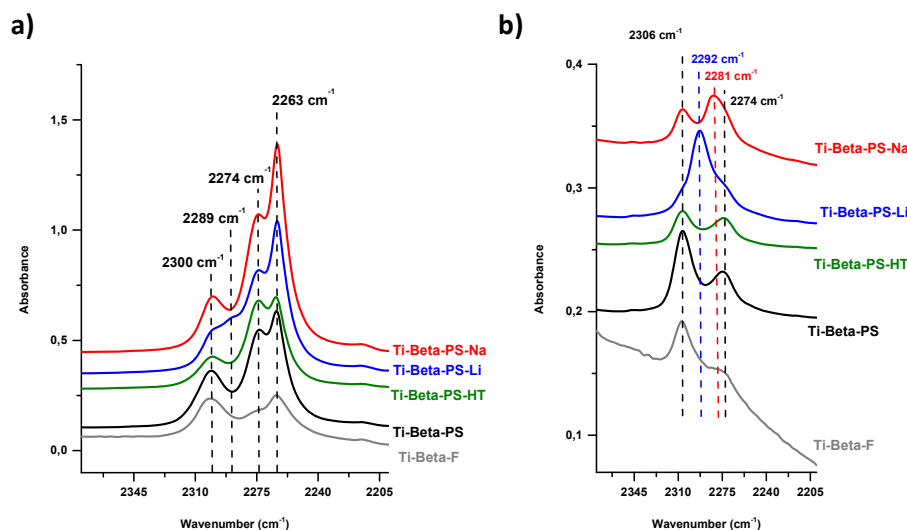 a)
2263 cm-1
2274 cm-1
2289 cm-1
2300 cm-1
1,5
1,0
0,5
0,0
Absorbance
Ti-Beta-PS-Na
Ti-Beta-PS-Li
Ti-Beta-PS-HT
Ti-Beta-PS
Ti-Beta-F
2345 2310 2275 2240 2205
Wavenumber (cm-1)
b)
2306 cm-1
2292 cm-1
2281 cm-1
2274 cm-1
0,4
0,3
0,2
0,1
Absorbance
Ti-Beta-PS-Na
Ti-Beta-PS-Li
Ti-Beta-PS-HT
Ti-Beta-PS
Ti-Beta-F
2345 2310 2275 2240 2205
Wavenumber (cm-1)